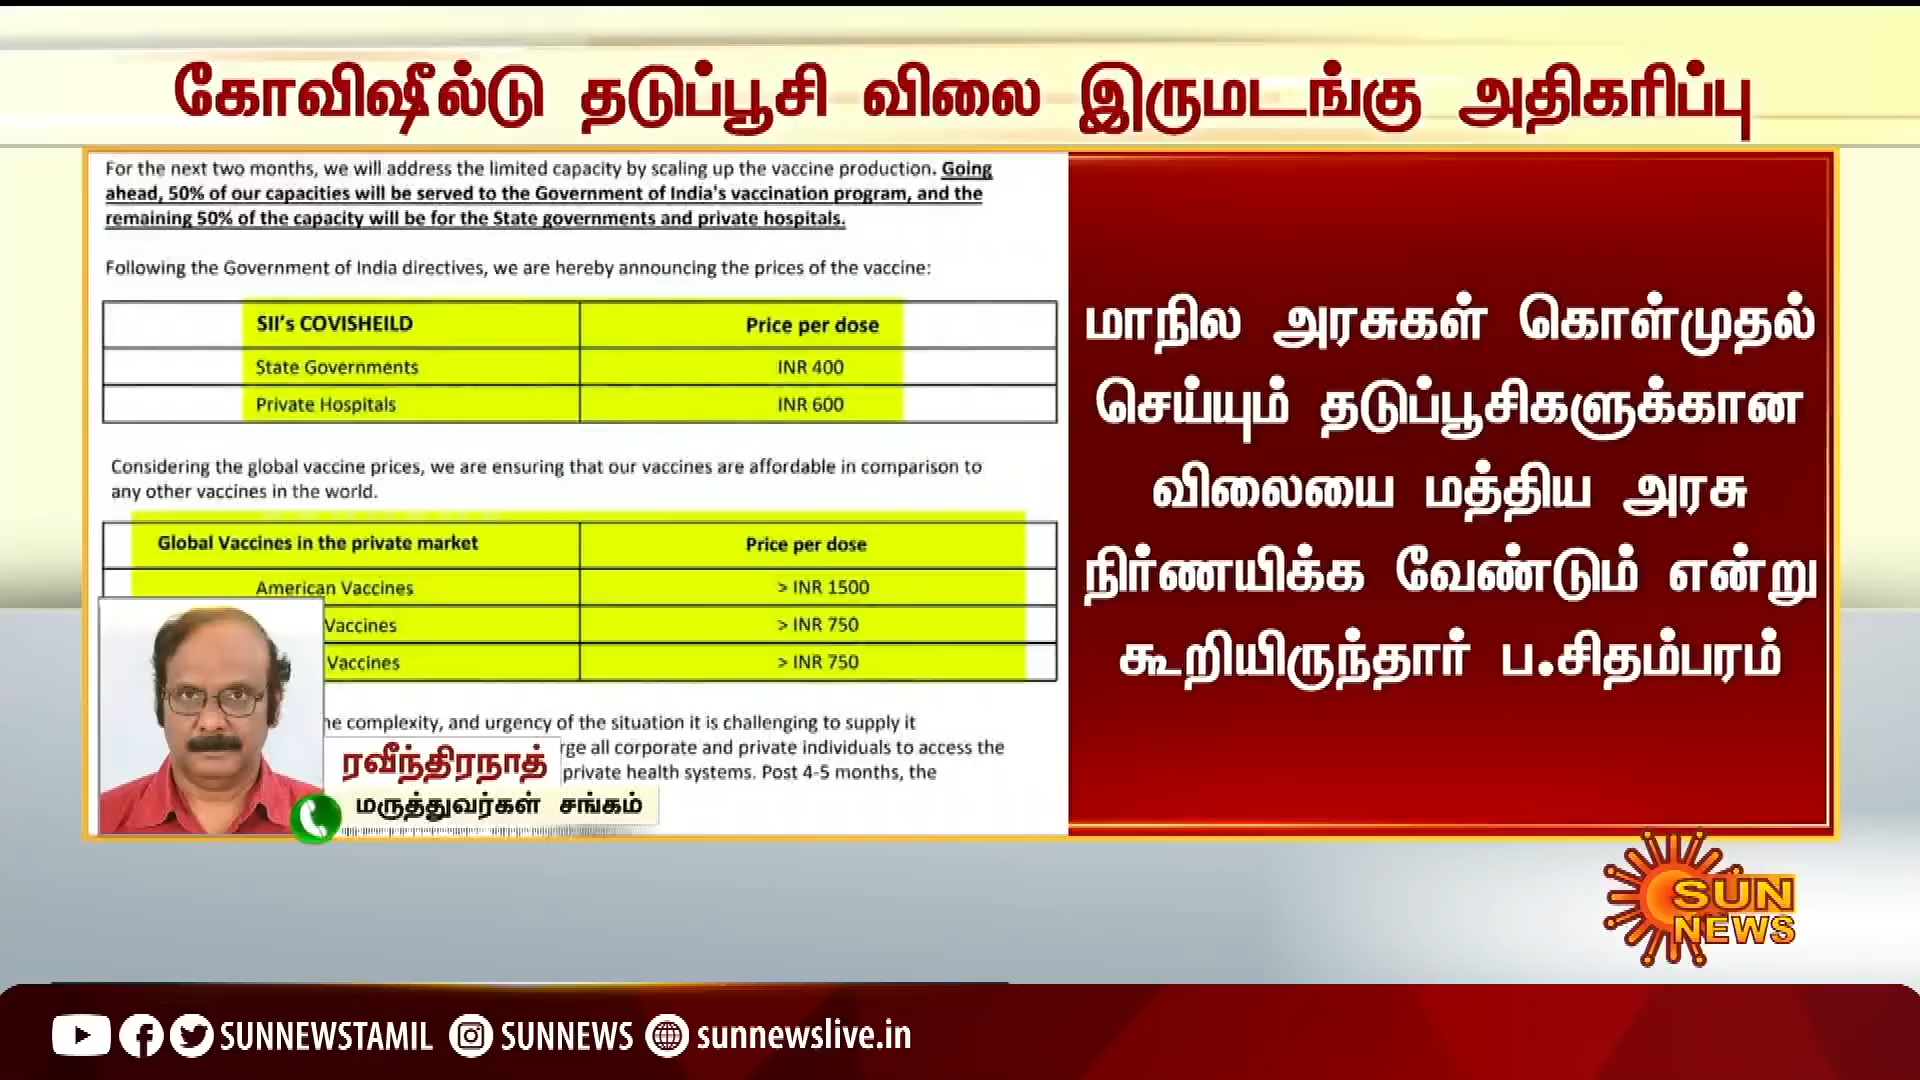 கோவிஷீல்டு தடுப்பூசி விலை இருமடங்கு அதிகரிப்பு
For the next two months, we will address the limited capacity by scaling up the vaccine production. Going
ahead, 50% of our capacities will be served to the Government of India's vaccination program, and the
remaining 50% of the capacity will be for the State governments and private hospitals.
Following the Government of India directives, we are hereby announcing the prices of the vaccine:
SII's COVISHEILD Price per dose
State Governments INR 400
Private Hospitals INR 600
Considering the global vaccine prices, we are ensuring that our vaccines are affordable in comparison to
any other vaccines in the world.
Global Vaccines in the private market Price per dose
American Vaccines > INR 1500
Vaccines > INR 750
Vaccines > INR 750
complexity, and urgency of the situation it is challenging to supply it
all corporate and private individuals to access the
private health systems. Post 4-5 months, the
ரவீந்திரநாத்
மருத்துவர்கள் சங்கம்
மாநில அரசுகள் கொள்முதல்
செய்யும் தடுப்பூசிகளுக்கான
விலையை மத்திய அரசு
நிர்ணயிக்க வேண்டும் என்று
கூறியிருந்தார் ப.சிதம்பரம்
SUN
NEWS
SUNNEWSTAMIL SUNNEWS sunnewslive.in